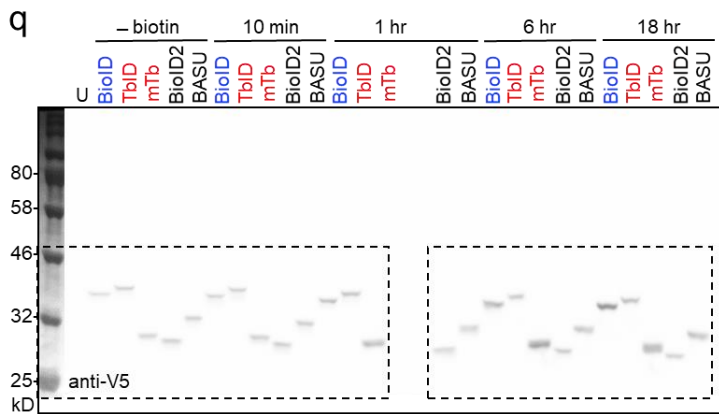 q
– biotin 10 min 1 hr 6 hr 18 hr
U BioID TbID mTb BioID2 BASU BioID TbID mTb BioID2 BASU BioID TbID mTb BioID2 BASU BioID TbID mTb BioID2 BASU BioID TbID mTb BioID2 BASU
80-
58-
46-
32-
25-
anti-V5
kD